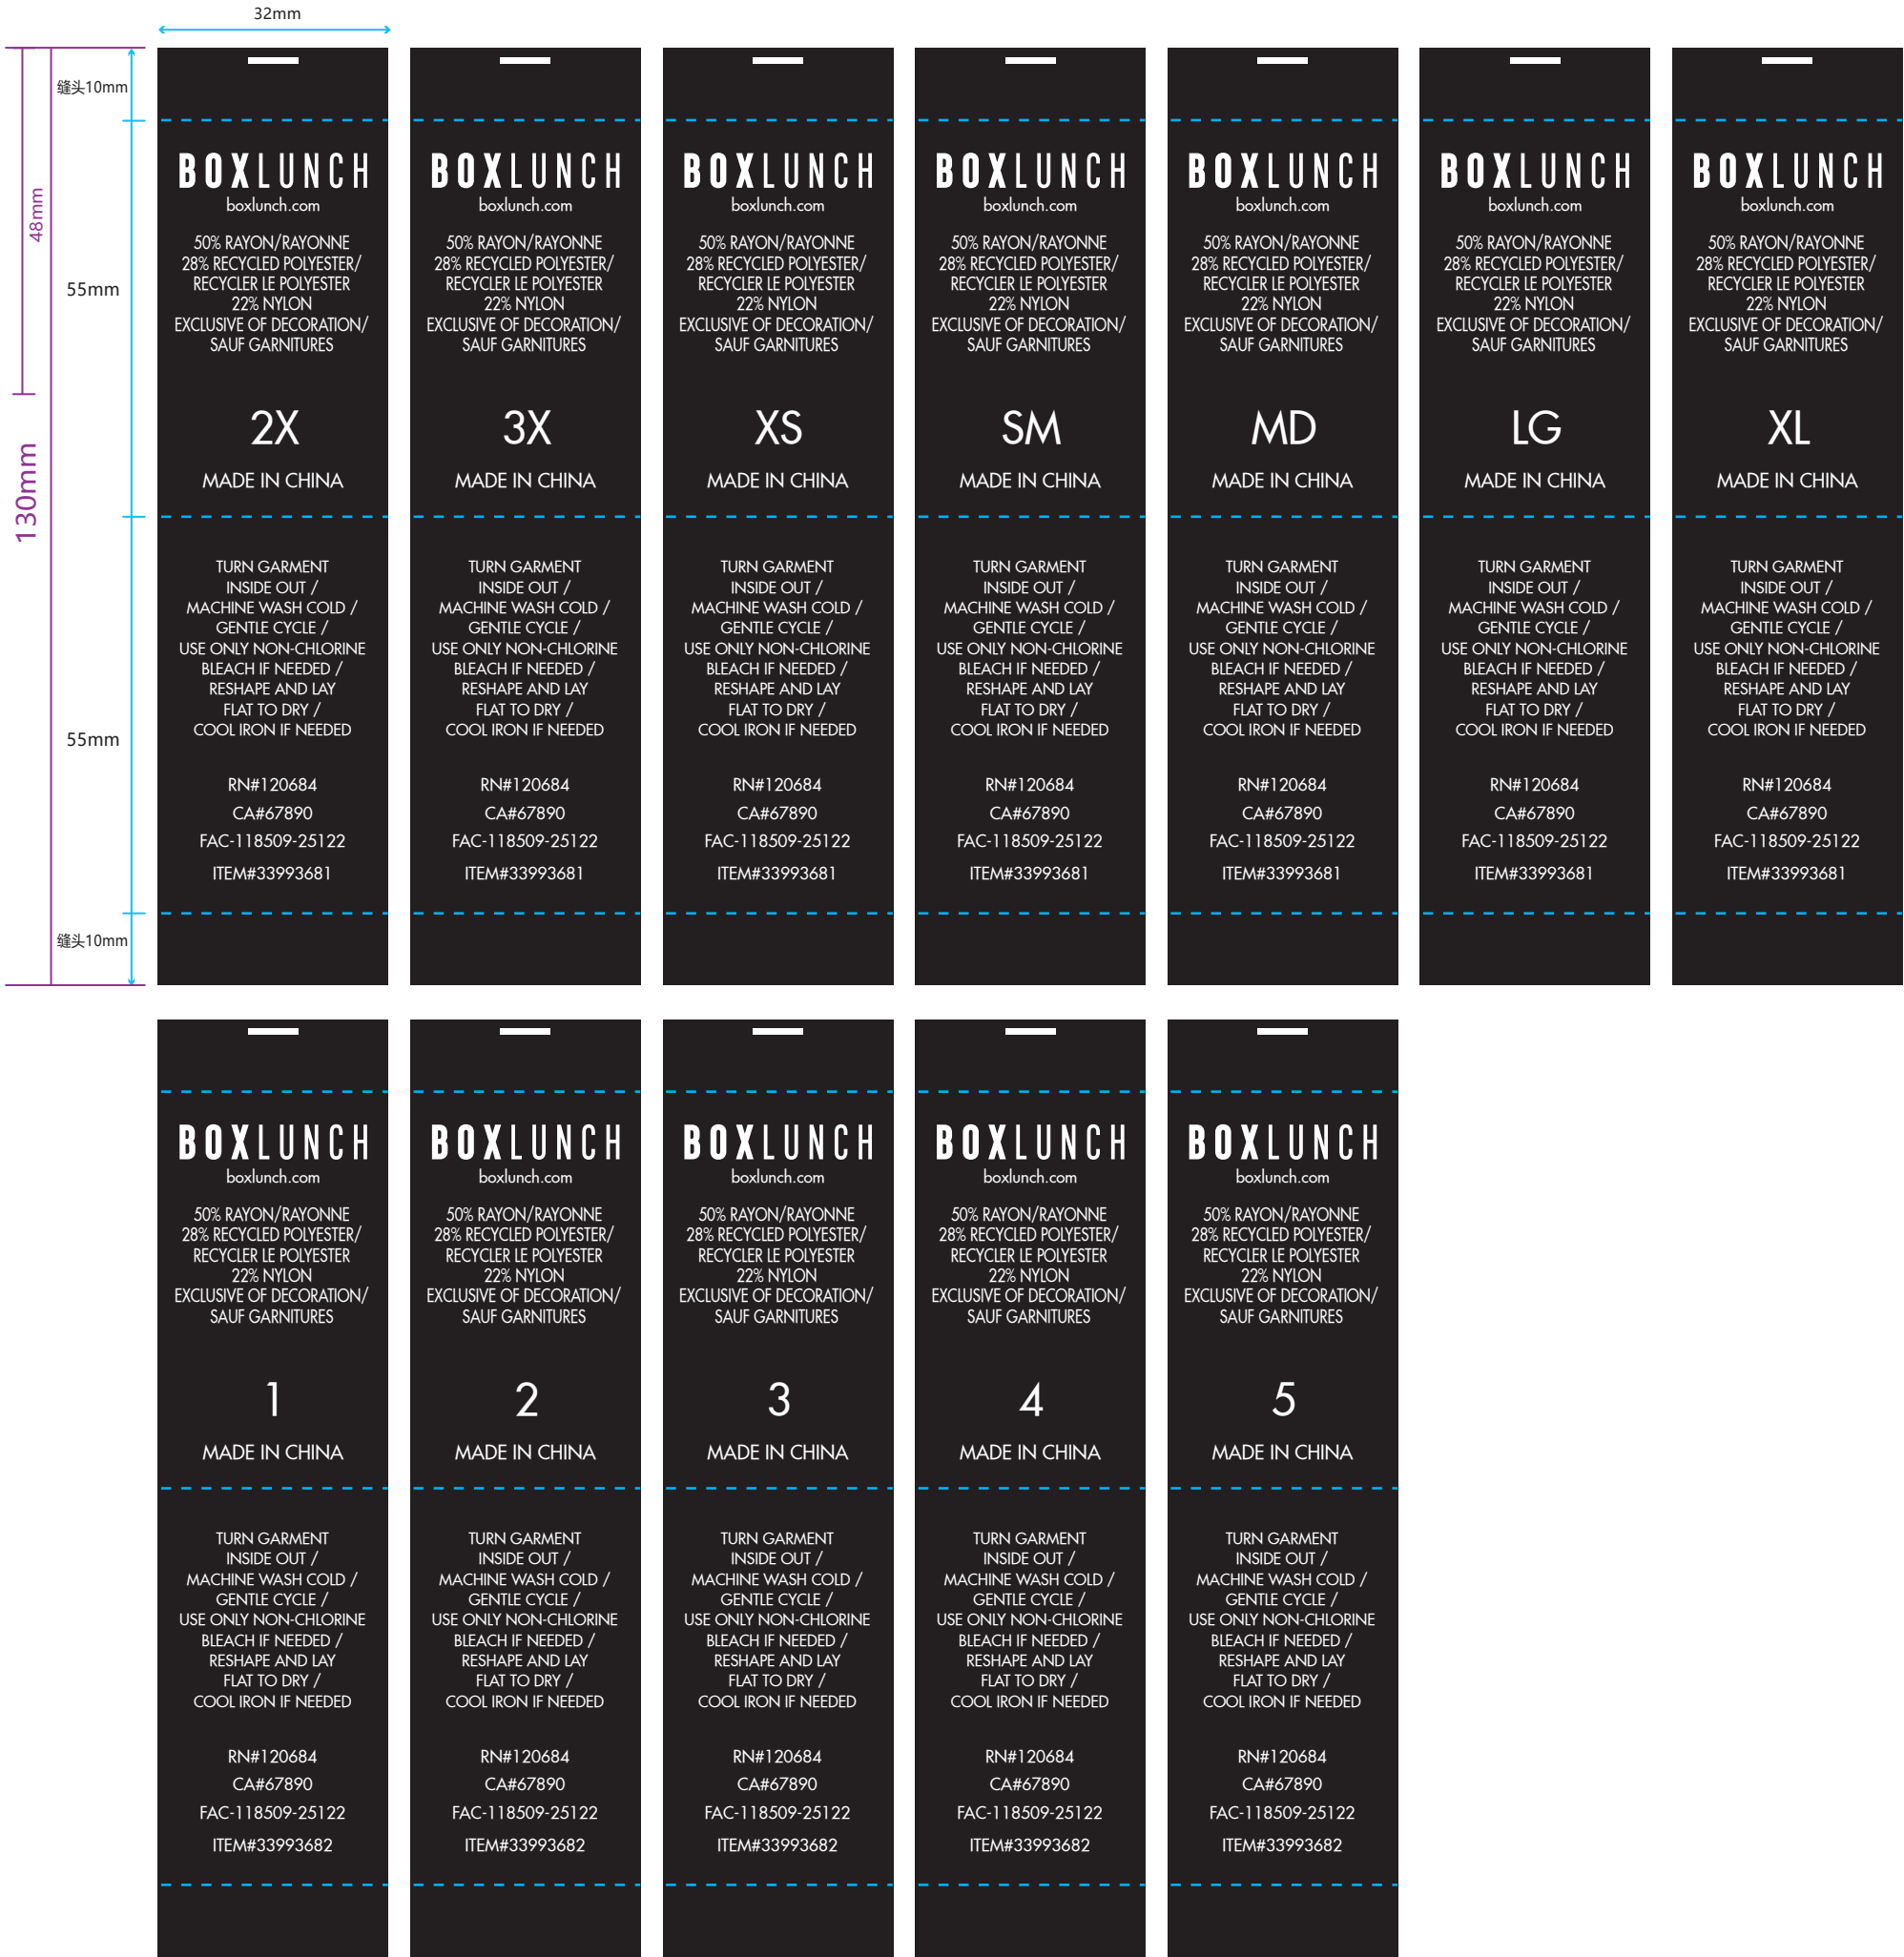 32mm
缝头10mm
48mm
55mm
130mm
55mm
缝头10mm
BOXLUNCH
boxlunch.com
50% RAYON/RAYONNE
28% RECYCLED POLYESTER/
RECYCLER LE POLYESTER
22% NYLON
EXCLUSIVE OF DECORATION/
SAUF GARNITURES
2X
MADE IN CHINA
TURN GARMENT
INSIDE OUT /
MACHINE WASH COLD /
GENTLE CYCLE /
USE ONLY NON-CHLORINE
BLEACH IF NEEDED /
RESHAPE AND LAY
FLAT TO DRY /
COOL IRON IF NEEDED
RN#120684
CA#67890
FAC-118509-25122
ITEM#33993681
BOXLUNCH
boxlunch.com
50% RAYON/RAYONNE
28% RECYCLED POLYESTER/
RECYCLER LE POLYESTER
22% NYLON
EXCLUSIVE OF DECORATION/
SAUF GARNITURES
3X
MADE IN CHINA
TURN GARMENT
INSIDE OUT /
MACHINE WASH COLD /
GENTLE CYCLE /
USE ONLY NON-CHLORINE
BLEACH IF NEEDED /
RESHAPE AND LAY
FLAT TO DRY /
COOL IRON IF NEEDED
RN#120684
CA#67890
FAC-118509-25122
ITEM#33993681
BOXLUNCH
boxlunch.com
50% RAYON/RAYONNE
28% RECYCLED POLYESTER/
RECYCLER LE POLYESTER
22% NYLON
EXCLUSIVE OF DECORATION/
SAUF GARNITURES
XS
MADE IN CHINA
TURN GARMENT
INSIDE OUT /
MACHINE WASH COLD /
GENTLE CYCLE /
USE ONLY NON-CHLORINE
BLEACH IF NEEDED /
RESHAPE AND LAY
FLAT TO DRY /
COOL IRON IF NEEDED
RN#120684
CA#67890
FAC-118509-25122
ITEM#33993681
BOXLUNCH
boxlunch.com
50% RAYON/RAYONNE
28% RECYCLED POLYESTER/
RECYCLER LE POLYESTER
22% NYLON
EXCLUSIVE OF DECORATION/
SAUF GARNITURES
SM
MADE IN CHINA
TURN GARMENT
INSIDE OUT /
MACHINE WASH COLD /
GENTLE CYCLE /
USE ONLY NON-CHLORINE
BLEACH IF NEEDED /
RESHAPE AND LAY
FLAT TO DRY /
COOL IRON IF NEEDED
RN#120684
CA#67890
FAC-118509-25122
ITEM#33993681
BOXLUNCH
boxlunch.com
50% RAYON/RAYONNE
28% RECYCLED POLYESTER/
RECYCLER LE POLYESTER
22% NYLON
EXCLUSIVE OF DECORATION/
SAUF GARNITURES
MD
MADE IN CHINA
TURN GARMENT
INSIDE OUT /
MACHINE WASH COLD /
GENTLE CYCLE /
USE ONLY NON-CHLORINE
BLEACH IF NEEDED /
RESHAPE AND LAY
FLAT TO DRY /
COOL IRON IF NEEDED
RN#120684
CA#67890
FAC-118509-25122
ITEM#33993681
BOXLUNCH
boxlunch.com
50% RAYON/RAYONNE
28% RECYCLED POLYESTER/
RECYCLER LE POLYESTER
22% NYLON
EXCLUSIVE OF DECORATION/
SAUF GARNITURES
LG
MADE IN CHINA
TURN GARMENT
INSIDE OUT /
MACHINE WASH COLD /
GENTLE CYCLE /
USE ONLY NON-CHLORINE
BLEACH IF NEEDED /
RESHAPE AND LAY
FLAT TO DRY /
COOL IRON IF NEEDED
RN#120684
CA#67890
FAC-118509-25122
ITEM#33993681
BOXLUNCH
boxlunch.com
50% RAYON/RAYONNE
28% RECYCLED POLYESTER/
RECYCLER LE POLYESTER
22% NYLON
EXCLUSIVE OF DECORATION/
SAUF GARNITURES
XL
MADE IN CHINA
TURN GARMENT
INSIDE OUT /
MACHINE WASH COLD /
GENTLE CYCLE /
USE ONLY NON-CHLORINE
BLEACH IF NEEDED /
RESHAPE AND LAY
FLAT TO DRY /
COOL IRON IF NEEDED
RN#120684
CA#67890
FAC-118509-25122
ITEM#33993681
BOXLUNCH
boxlunch.com
50% RAYON/RAYONNE
28% RECYCLED POLYESTER/
RECYCLER LE POLYESTER
22% NYLON
EXCLUSIVE OF DECORATION/
SAUF GARNITURES
1
MADE IN CHINA
TURN GARMENT
INSIDE OUT /
MACHINE WASH COLD /
GENTLE CYCLE /
USE ONLY NON-CHLORINE
BLEACH IF NEEDED /
RESHAPE AND LAY
FLAT TO DRY /
COOL IRON IF NEEDED
RN#120684
CA#67890
FAC-118509-25122
ITEM#33993682
BOXLUNCH
boxlunch.com
50% RAYON/RAYONNE
28% RECYCLED POLYESTER/
RECYCLER LE POLYESTER
22% NYLON
EXCLUSIVE OF DECORATION/
SAUF GARNITURES
2
MADE IN CHINA
TURN GARMENT
INSIDE OUT /
MACHINE WASH COLD /
GENTLE CYCLE /
USE ONLY NON-CHLORINE
BLEACH IF NEEDED /
RESHAPE AND LAY
FLAT TO DRY /
COOL IRON IF NEEDED
RN#120684
CA#67890
FAC-118509-25122
ITEM#33993682
BOXLUNCH
boxlunch.com
50% RAYON/RAYONNE
28% RECYCLED POLYESTER/
RECYCLER LE POLYESTER
22% NYLON
EXCLUSIVE OF DECORATION/
SAUF GARNITURES
3
MADE IN CHINA
TURN GARMENT
INSIDE OUT /
MACHINE WASH COLD /
GENTLE CYCLE /
USE ONLY NON-CHLORINE
BLEACH IF NEEDED /
RESHAPE AND LAY
FLAT TO DRY /
COOL IRON IF NEEDED
RN#120684
CA#67890
FAC-118509-25122
ITEM#33993682
BOXLUNCH
boxlunch.com
50% RAYON/RAYONNE
28% RECYCLED POLYESTER/
RECYCLER LE POLYESTER
22% NYLON
EXCLUSIVE OF DECORATION/
SAUF GARNITURES
4
MADE IN CHINA
TURN GARMENT
INSIDE OUT /
MACHINE WASH COLD /
GENTLE CYCLE /
USE ONLY NON-CHLORINE
BLEACH IF NEEDED /
RESHAPE AND LAY
FLAT TO DRY /
COOL IRON IF NEEDED
RN#120684
CA#67890
FAC-118509-25122
ITEM#33993682
BOXLUNCH
boxlunch.com
50% RAYON/RAYONNE
28% RECYCLED POLYESTER/
RECYCLER LE POLYESTER
22% NYLON
EXCLUSIVE OF DECORATION/
SAUF GARNITURES
5
MADE IN CHINA
TURN GARMENT
INSIDE OUT /
MACHINE WASH COLD /
GENTLE CYCLE /
USE ONLY NON-CHLORINE
BLEACH IF NEEDED /
RESHAPE AND LAY
FLAT TO DRY /
COOL IRON IF NEEDED
RN#120684
CA#67890
FAC-118509-25122
ITEM#33993682